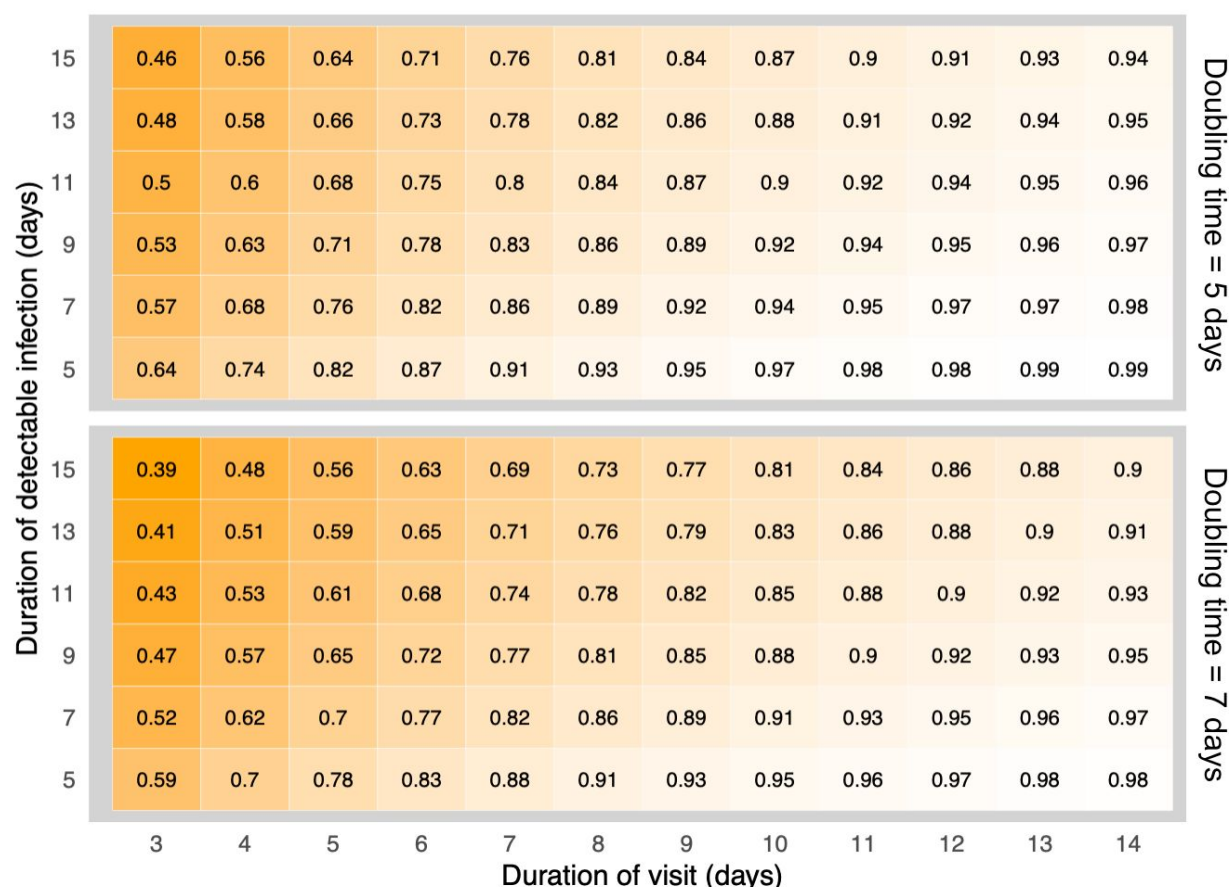 15 0.46 0.56 0.64 0.71 0.76 0.81 0.84 0.87 0.9 0.91 0.93 0.94
13 0.48 0.58 0.66 0.73 0.78 0.82 0.86 0.88 0.91 0.92 0.94 0.95
11 0.5 0.6 0.68 0.75 0.8 0.84 0.87 0.9 0.92 0.94 0.95 0.96
9 0.53 0.63 0.71 0.78 0.83 0.86 0.89 0.92 0.94 0.95 0.96 0.97
7 0.57 0.68 0.76 0.82 0.86 0.89 0.92 0.94 0.95 0.97 0.97 0.98
5 0.64 0.74 0.82 0.87 0.91 0.93 0.95 0.97 0.98 0.98 0.99 0.99
Doubling time = 5 days
Duration of detectable infection (days)
15 0.39 0.48 0.56 0.63 0.69 0.73 0.77 0.81 0.84 0.86 0.88 0.9
13 0.41 0.51 0.59 0.65 0.71 0.76 0.79 0.83 0.86 0.88 0.9 0.91
11 0.43 0.53 0.61 0.68 0.74 0.78 0.82 0.85 0.88 0.9 0.92 0.93
9 0.47 0.57 0.65 0.72 0.77 0.81 0.85 0.88 0.9 0.92 0.93 0.95
7 0.52 0.62 0.7 0.77 0.82 0.86 0.89 0.91 0.93 0.95 0.96 0.97
5 0.59 0.7 0.78 0.83 0.88 0.91 0.93 0.95 0.96 0.97 0.98 0.98
Doubling time = 7 days
3 4 5 6 7 8 9 10 11 12 13 14
Duration of visit (days)